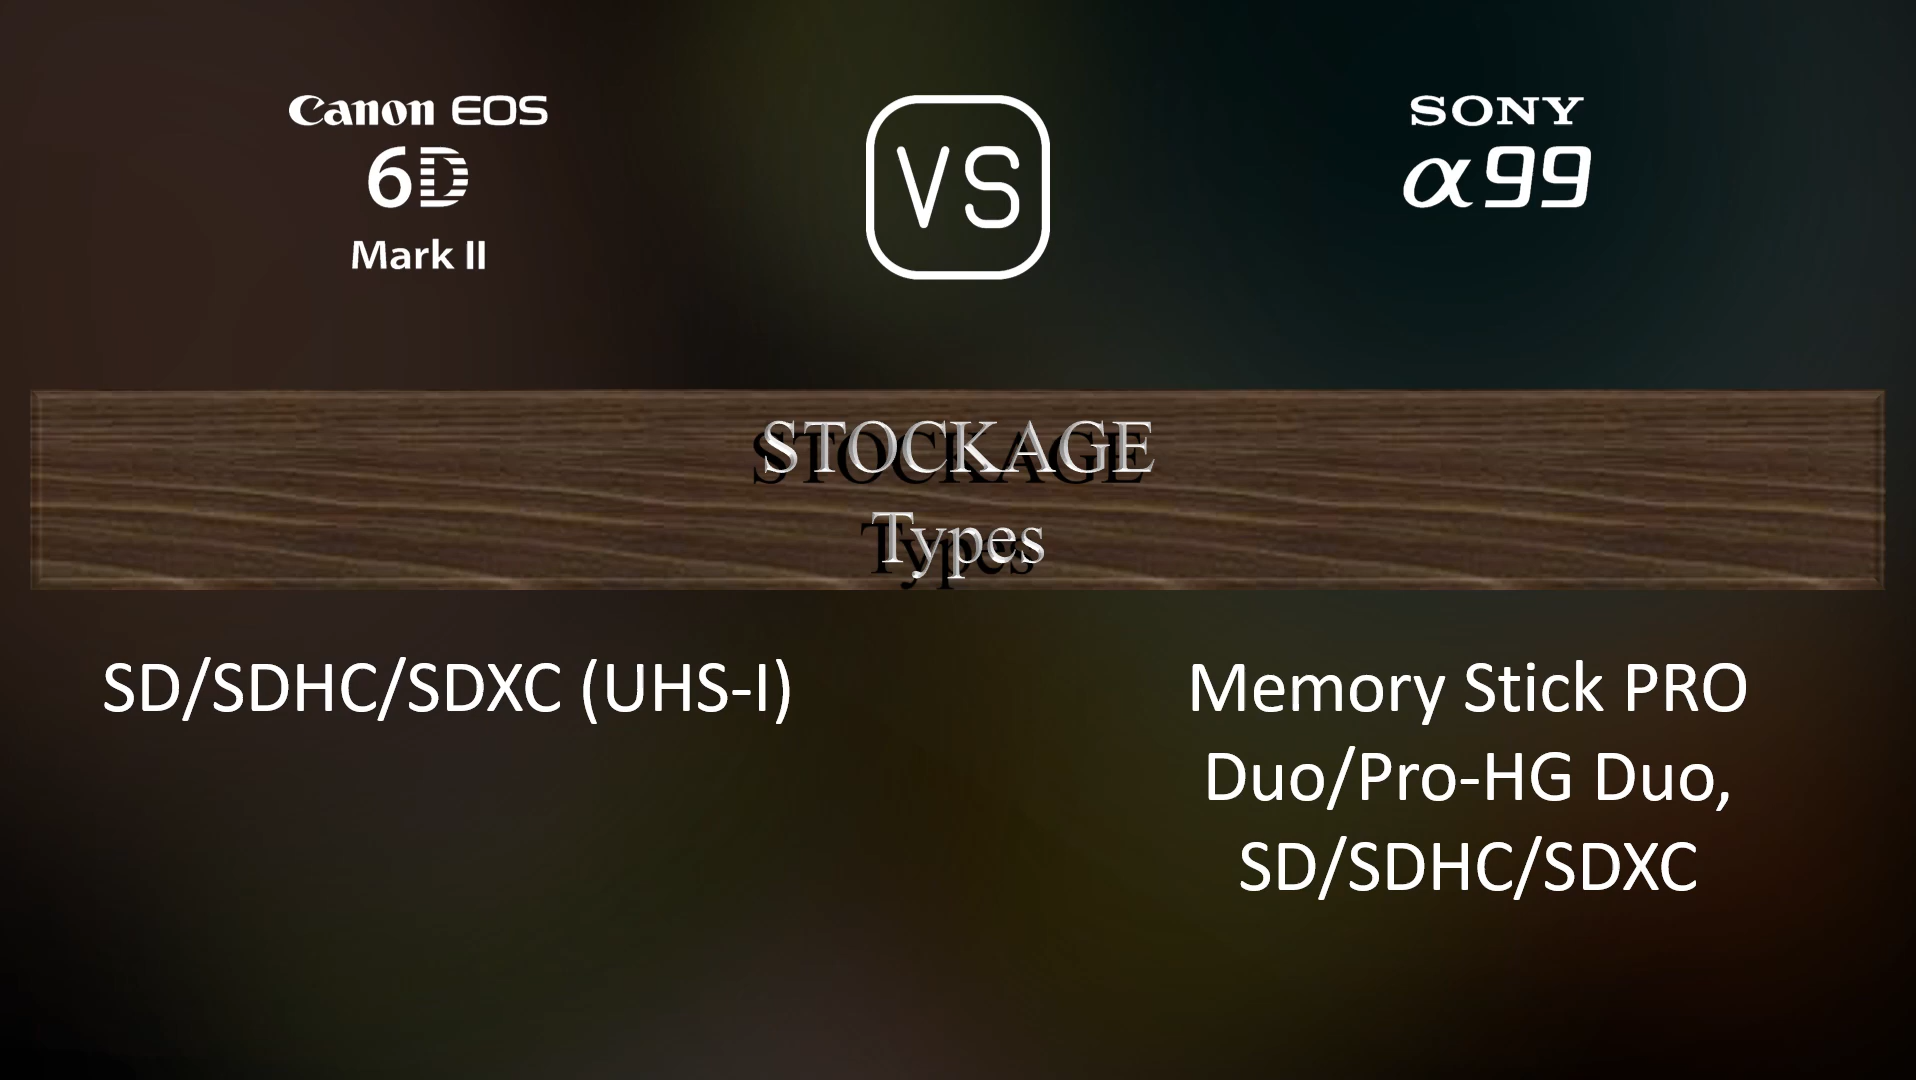 Canon EOS
6D
Mark II
VS
SONY
α99
STOCKAGE
Types
SD/SDHC/SDXC (UHS-I)
Memory Stick PRO
Duo/Pro-HG Duo,
SD/SDHC/SDXC